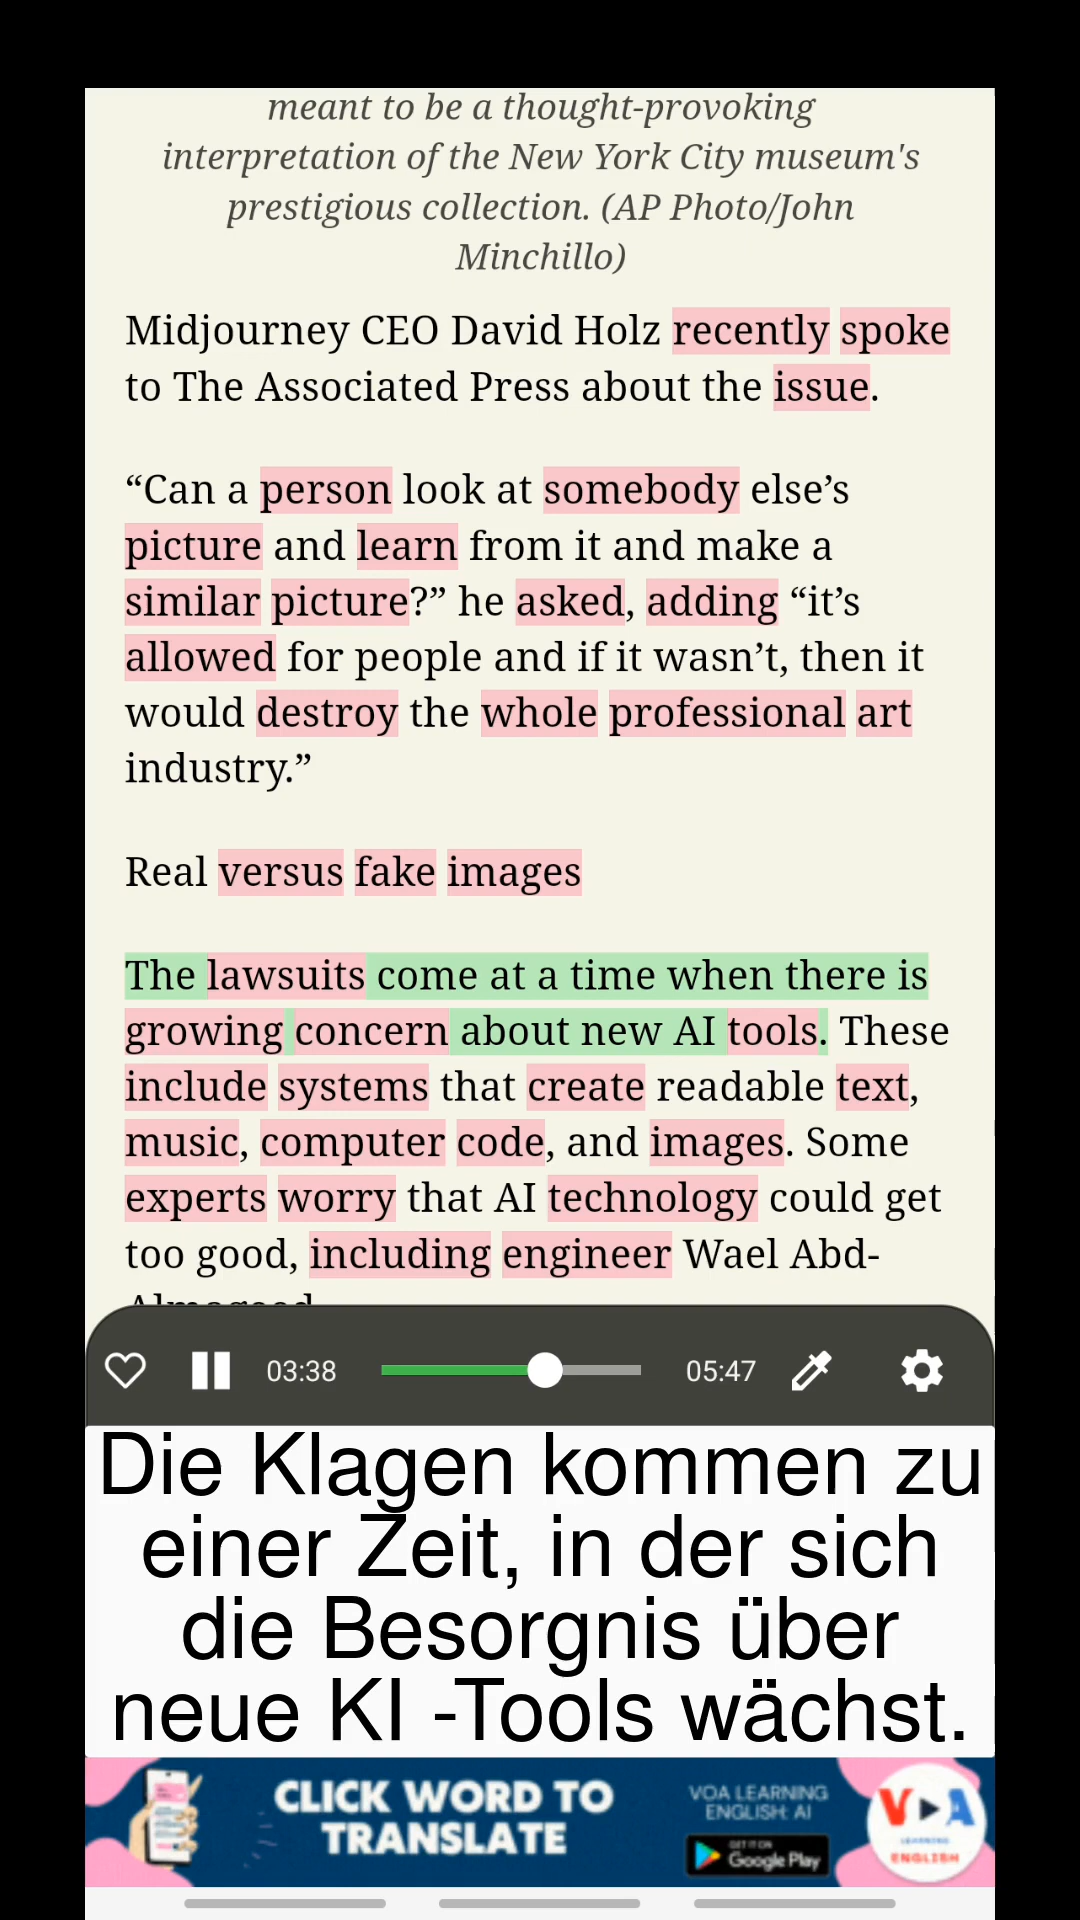 meant to be a thought-provoking
interpretation of the New York City museum's
prestigious collection. (AP Photo/John
Minchillo)
Midjourney CEO David Holz recently spoke
to The Associated Press about the issue.
“Can a person look at somebody else’s
picture and learn from it and make a
similar picture?” he asked, adding “it’s
allowed for people and if it wasn’t, then it
would destroy the whole professional art
industry.”
Real versus fake images
The lawsuits come at a time when there is
growing concern about new AI tools. These
include systems that create readable text,
music, computer code, and images. Some
experts worry that AI technology could get
too good, including engineer Wael Abd-
Almageed
03:38
05:47
Die Klagen kommen zu
einer Zeit, in der sich
die Besorgnis über
neue KI -Tools wächst.
CLICK WORD TO
TRANSLATE
VOA LEARNING
ENGLISH: AI
GET IT ON
Google Play
VOA
LEARNING
ENGLISH